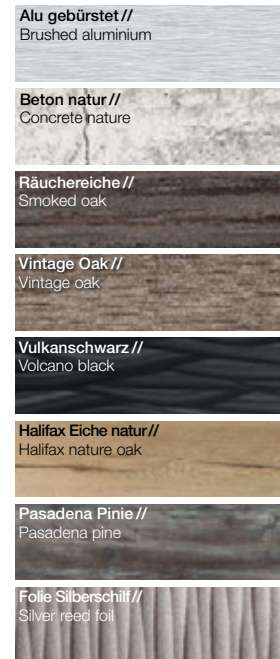 Alu gebürstet //
Brushed aluminium
Beton natur //
Concrete nature
Räuchereiche //
Smoked oak
Vintage Oak //
Vintage oak
Vulkanschwarz //
Volcano black
Halifax Eiche natur //
Halifax nature oak
Pasadena Pinie //
Pasadena pine
Folie Silberschilf //
Silver reed foil